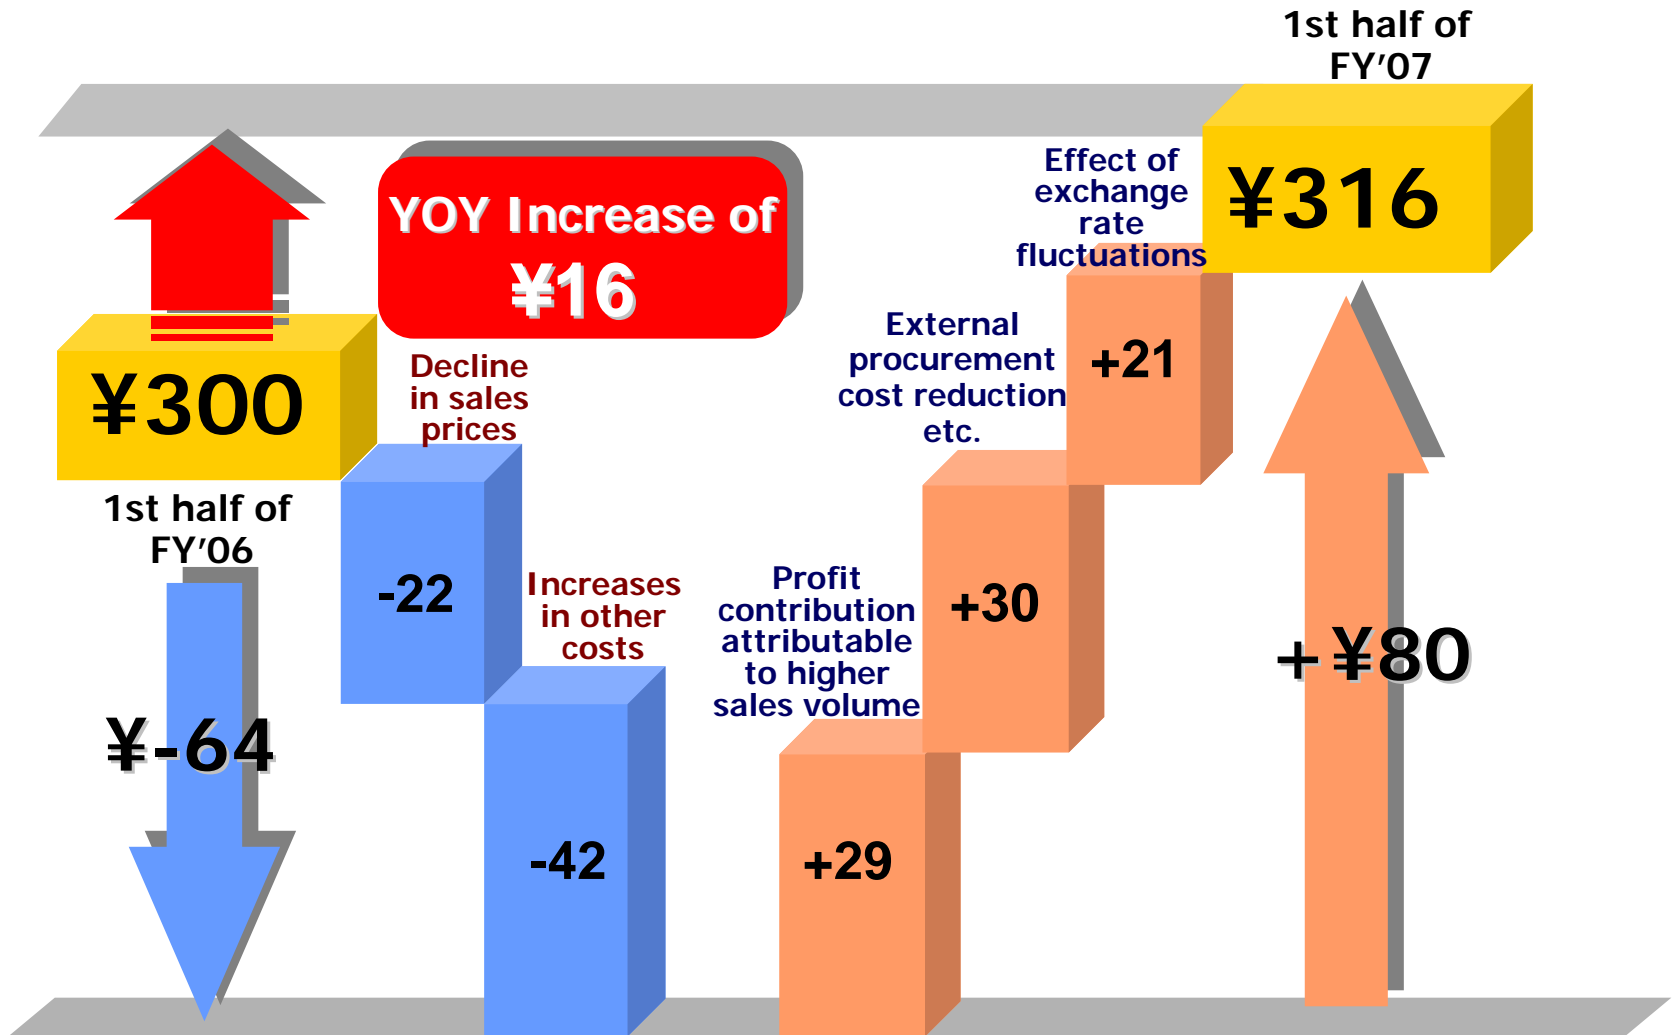 1st half of
FY'07
YOY Increase of
¥16
Effect of
exchange
rate
fluctuations
¥316
External
procurement
cost reduction
etc.
+21
Decline
in sales
prices
¥300
1st half of
FY'06
-22
Increases
in other
costs
Profit
contribution
attributable
to higher
sales volume
+30
+¥80
¥-64
-42
+29